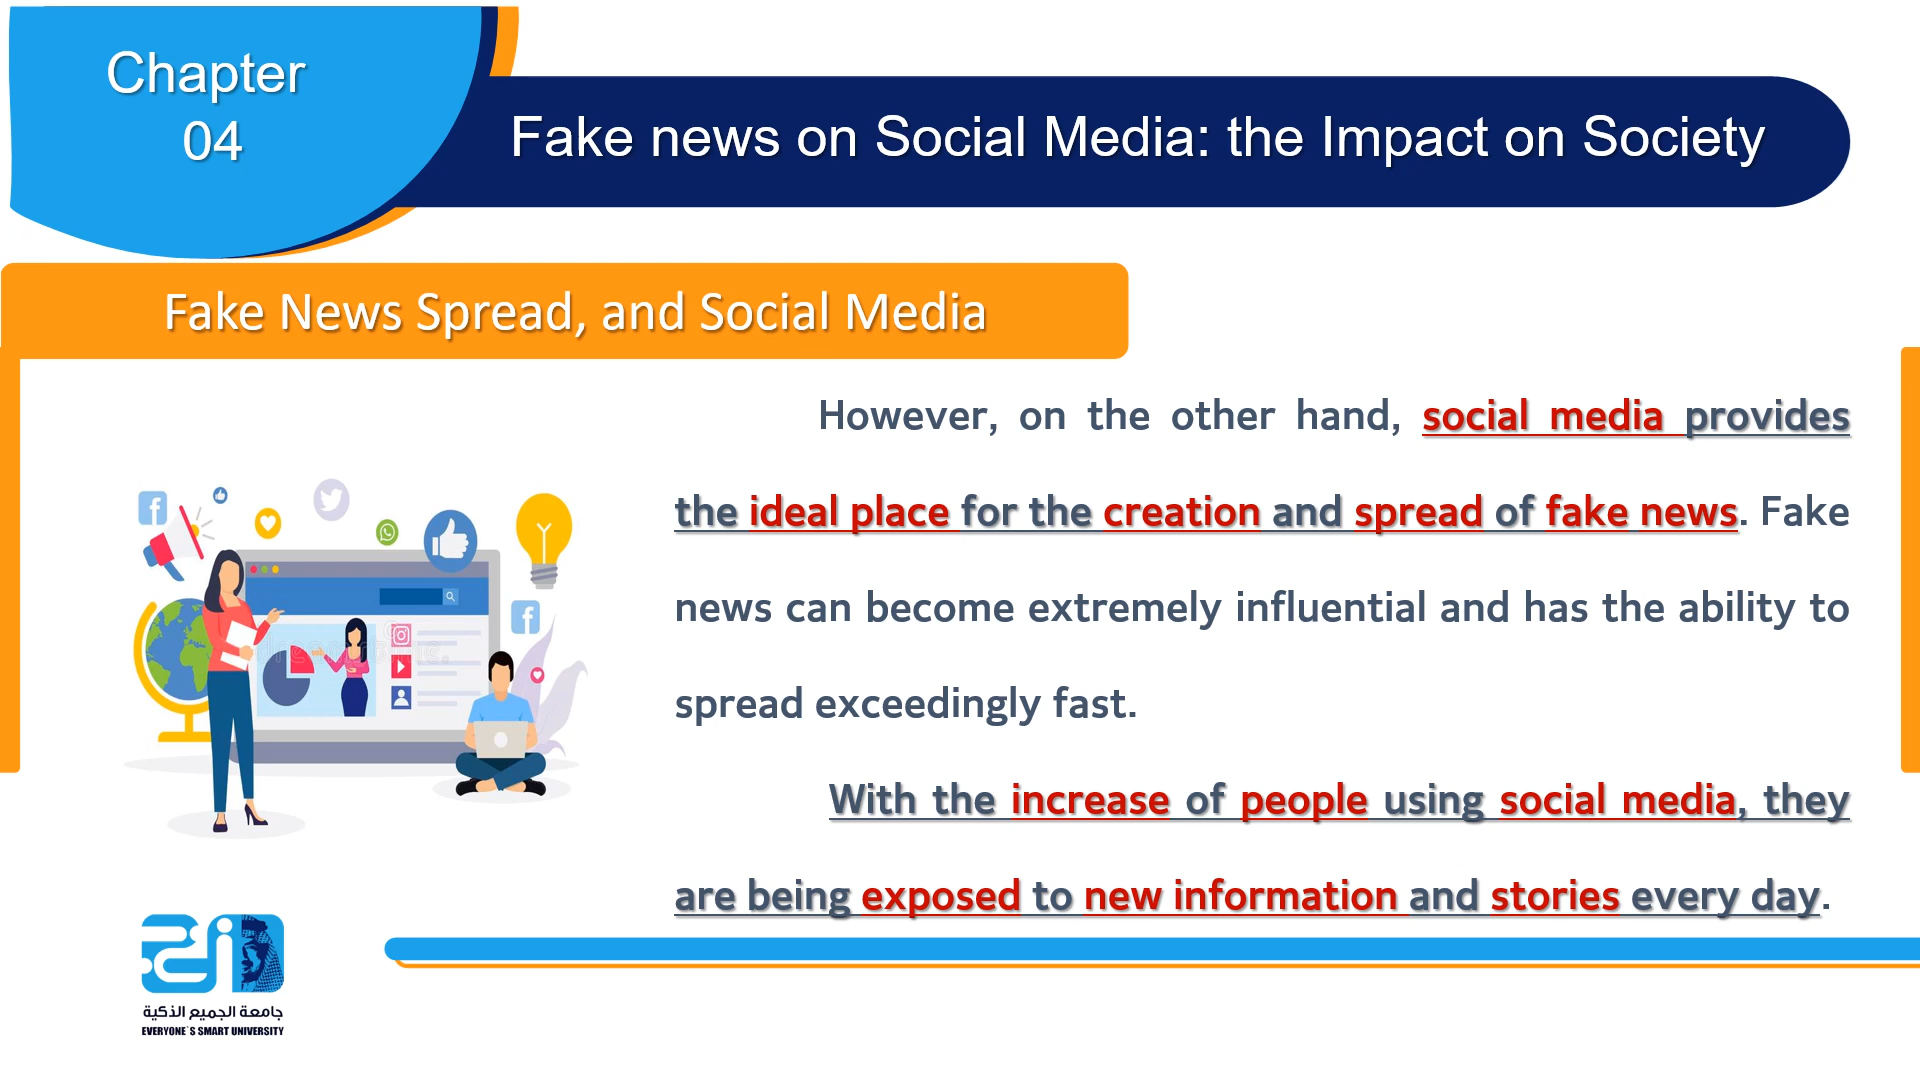 Chapter
04
Fake news on Social Media: the Impact on Society
Fake News Spread, and Social Media
However, on the other hand, social media provides
the ideal place for the creation and spread of fake news. Fake
news can become extremely influential and has the ability to
spread exceedingly fast.
With the increase of people using social media, they
are being exposed to new information and stories every day.
جامعة الجميع الذكية
EVERYONE`S SMART UNIVERSITY